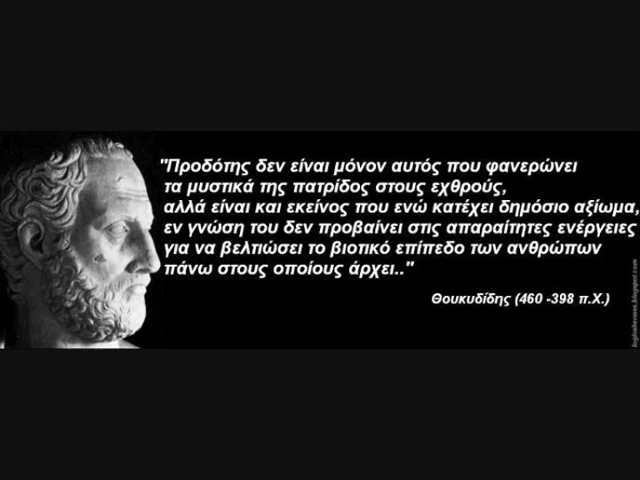 "Προδότης δεν είναι μόνον αυτός που φανερώνει
τα μυστικά της πατρίδος στους εχθρούς,
αλλά είναι και εκείνος που ενώ κατέχει δημόσιο αξίωμα,
εν γνώση του δεν προβαίνει στις απαραίτητες ενέργειες
για να βελτιώσει το βιοτικό επίπεδο των ανθρώπων
πάνω στους οποίους άρχει.."
Θουκυδίδης (460 -398 π.Χ.)